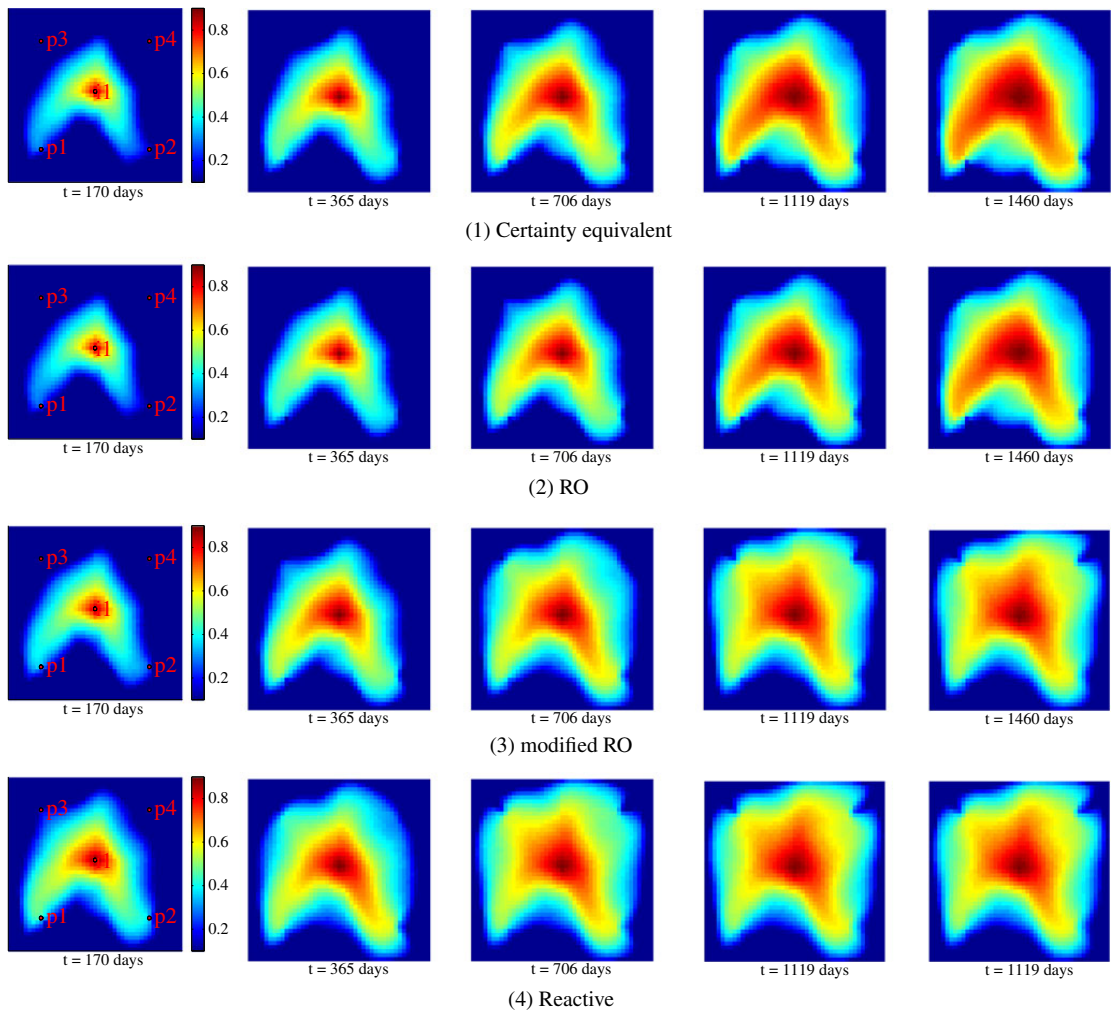 p3
p4
0.8
0.6
i1
0.4
p1
p2
0.2
t = 170 days
t = 365 days
t = 706 days
t = 1119 days
t = 1460 days
(1) Certainty equivalent
p3
p4
0.8
0.6
i1
0.4
p1
p2
0.2
t = 170 days
t = 365 days
t = 706 days
t = 1119 days
t = 1460 days
(2) RO
p3
p4
0.8
0.6
i1
0.4
p1
p2
0.2
t = 170 days
t = 365 days
t = 706 days
t = 1119 days
t = 1460 days
(3) modified RO
p3
p4
0.8
0.6
i1
0.4
p1
p2
0.2
t = 170 days
t = 365 days
t = 706 days
t = 1119 days
t = 1119 days
(4) Reactive